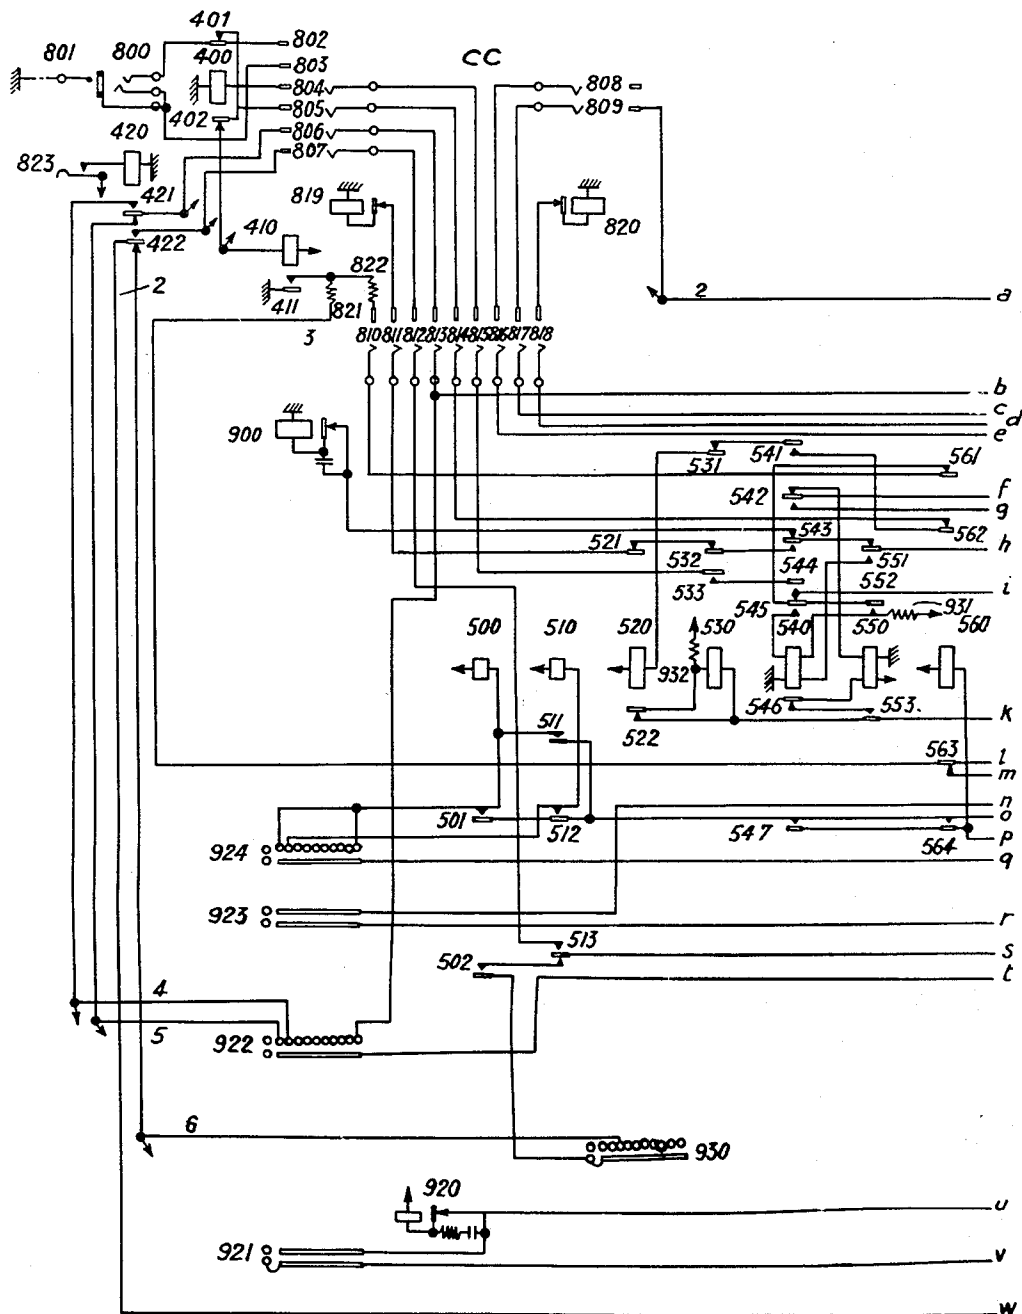 401
801 800 802
CC
400 803
804 808
805 809
402
420 806
807
823
421 819 820
422 410
822
2 2 a
411 821
3 810 811 812 813 814 815 816 817 818
b
c
d
900 e
531 541 561
542 f
g
543 562
521 551 h
532 544
533 552 i
545 931
500 510 520 530 540 550 560
932
546 553.
522 k
511
563 l
m
n
501 512 547 o
564 p
924 q
923 r
513
502 s
t
4
5
922
6
930
920 u
921 v
w